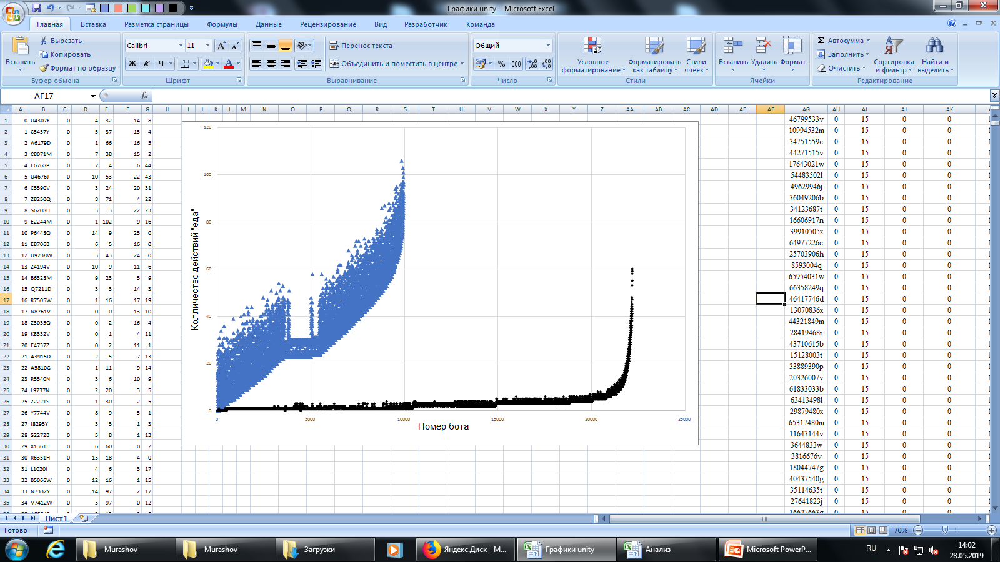 Графики unity - Microsoft Excel
Главная Вставка Разметка страницы Формулы Данные Рецензирование Вид Разработчик Команда
Вставить
Вырезать
Копировать
Формат по образцу
Буфер обмена
Calibri 11
Ж К Ч
Шрифт
Перенос текста
Объединить и поместить в центре
Выравнивание
Общий
% 000
Число
Условное форматирование
Форматировать как таблицу
Стили ячеек
Стили
Вставить Удалить Формат
Ячейки
Σ Автосумма
Заполнить
Очистить
Сортировка и фильтр
Найти и выделить
Редактирование
AF17 fx
A B C D E F G H I J K L M N O P Q R S T U V W X Y Z AA AB AC AD AE AF AG AH AI AJ AK
1 0 U4307K 0 4 32 14 8 46799533v 0 15 0 0
2 1 C5457Y 0 5 37 15 4 10994532m 0 15 0 0
3 2 A6179D 0 1 66 16 5 34751559e 0 15 0 0
4 3 C8071M 0 7 38 15 2 44271515v 0 15 0 0
5 4 E6768P 0 7 4 6 44 17643021w 0 15 0 0
6 5 U4676J 0 10 53 22 43 54483502l 0 15 0 0
7 6 C5590V 0 3 24 20 31 49629946j 0 15 0 0
8 7 Z8250Q 0 8 71 4 22 36049206b 0 15 0 0
9 8 S6208U 0 3 3 22 23 34123687t 0 15 0 0
10 9 E2244M 0 1 102 9 16 16606917n 0 15 0 0
11 10 P6448Q 0 14 9 25 0 39910505x 0 15 0 0
12 11 E8706B 0 6 5 16 0 64977226c 0 15 0 0
13 12 U9238W 0 3 43 24 0 25703906h 0 15 0 0
14 13 Z4194V 0 10 9 11 6 8593004q 0 15 0 0
15 14 B6328M 0 9 23 5 9 65954031w 0 15 0 0
16 15 Q7211D 0 3 3 14 3 66358249q 0 15 0 0
17 16 R7505W 0 1 16 17 19 46417746d 0 15 0 0
18 17 N8761V 0 0 0 13 10 13070836x 0 15 0 0
19 18 Z3035Q 0 0 2 16 4 44321849m 0 15 0 0
20 19 K8332V 0 0 1 4 11 28419468r 0 15 0 0
21 20 F4737Z 0 0 2 11 1 43710615b 0 15 0 0
22 21 A3915D 0 2 5 7 13 15128003t 0 15 0 0
23 22 A5810G 0 1 11 9 14 33889390p 0 15 0 0
24 23 R5540N 0 3 6 10 9 20326007v 0 15 0 0
25 24 L9737N 0 2 20 3 5 61833033b 0 15 0 0
26 25 Z2221S 0 1 30 2 5 63413498l 0 15 0 0
27 26 Y7744V 0 8 9 5 1 29879480x 0 15 0 0
28 27 I8295Y 0 3 5 1 3 65317480m 0 15 0 0
29 28 S2272B 0 5 8 1 13 11643144v 0 15 0 0
30 29 X1361F 0 6 60 0 2 3644833w 0 15 0 0
31 30 R6351H 0 13 18 4 0 3816676v 0 15 0 0
32 31 L1020I 0 4 6 3 17 18044747g 0 15 0 0
33 32 B5066W 0 12 16 1 15 40437540g 0 15 0 0
34 33 N7332Y 0 14 97 2 17 35114635t 0 15 0 0
35 34 V7412W 0 3 97 0 12 27641823j 0 15 0 0
120
100
80
60
40
20
0
Колличество действий "еда"
0 5000 10000 15000 20000 25000
Номер бота
Лист1
Готово 70%
Murashov Murashov Загрузки Яндекс.Диск - M... Графики unity Анализ Microsoft PowerP... RU 14:02
28.05.2019